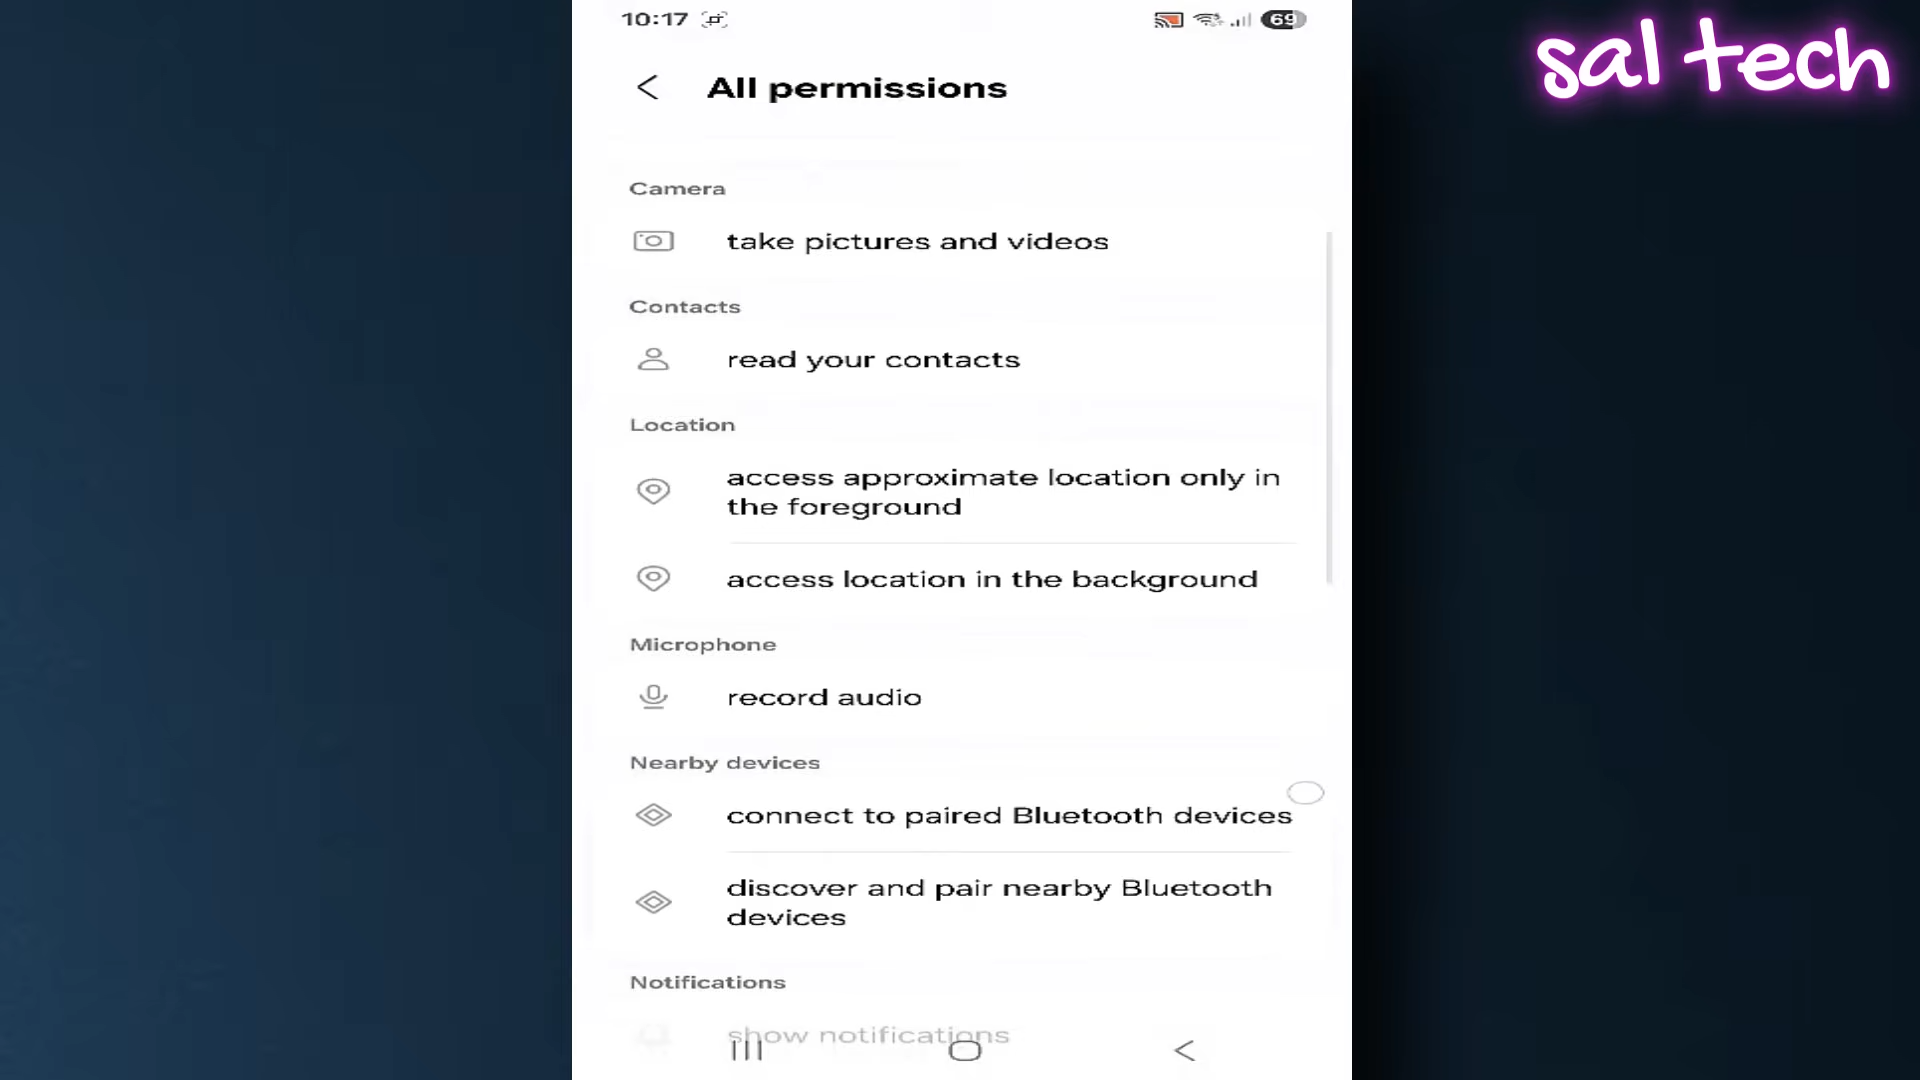 10:17
69
sal tech
All permissions
Camera
take pictures and videos
Contacts
read your contacts
Location
access approximate location only in
the foreground
access location in the background
Microphone
record audio
Nearby devices
connect to paired Bluetooth devices
discover and pair nearby Bluetooth
devices
Notifications
show notifications